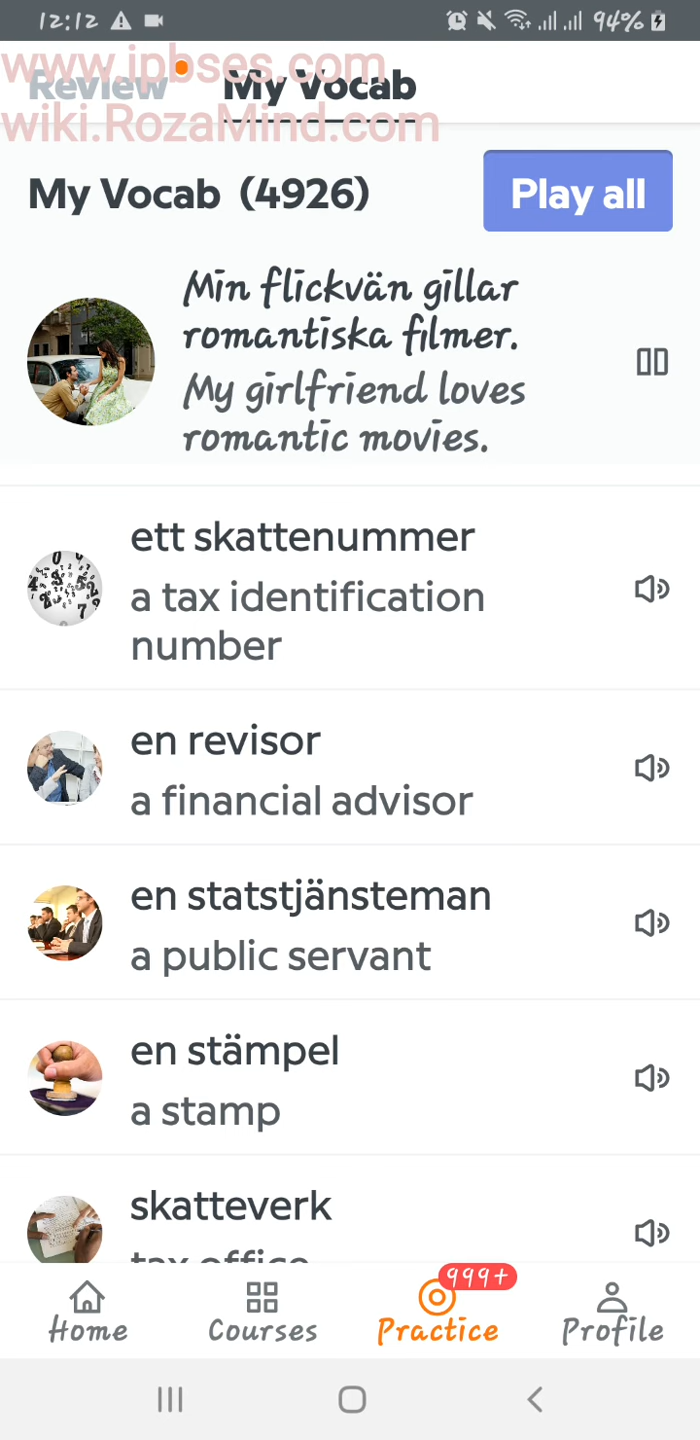 12:12
94%
www.ipbses.com
Review
My Vocab
wiki.RozaMind.com
My Vocab (4926)
Play all
Min flickvän gillar
romantiska filmer.
My girlfriend loves
romantic movies.
ett skattenummer
a tax identification
number
en revisor
a financial advisor
en statstjänsteman
a public servant
en stämpel
a stamp
skatteverk
tax office
999+
Home
Courses
Practice
Profile